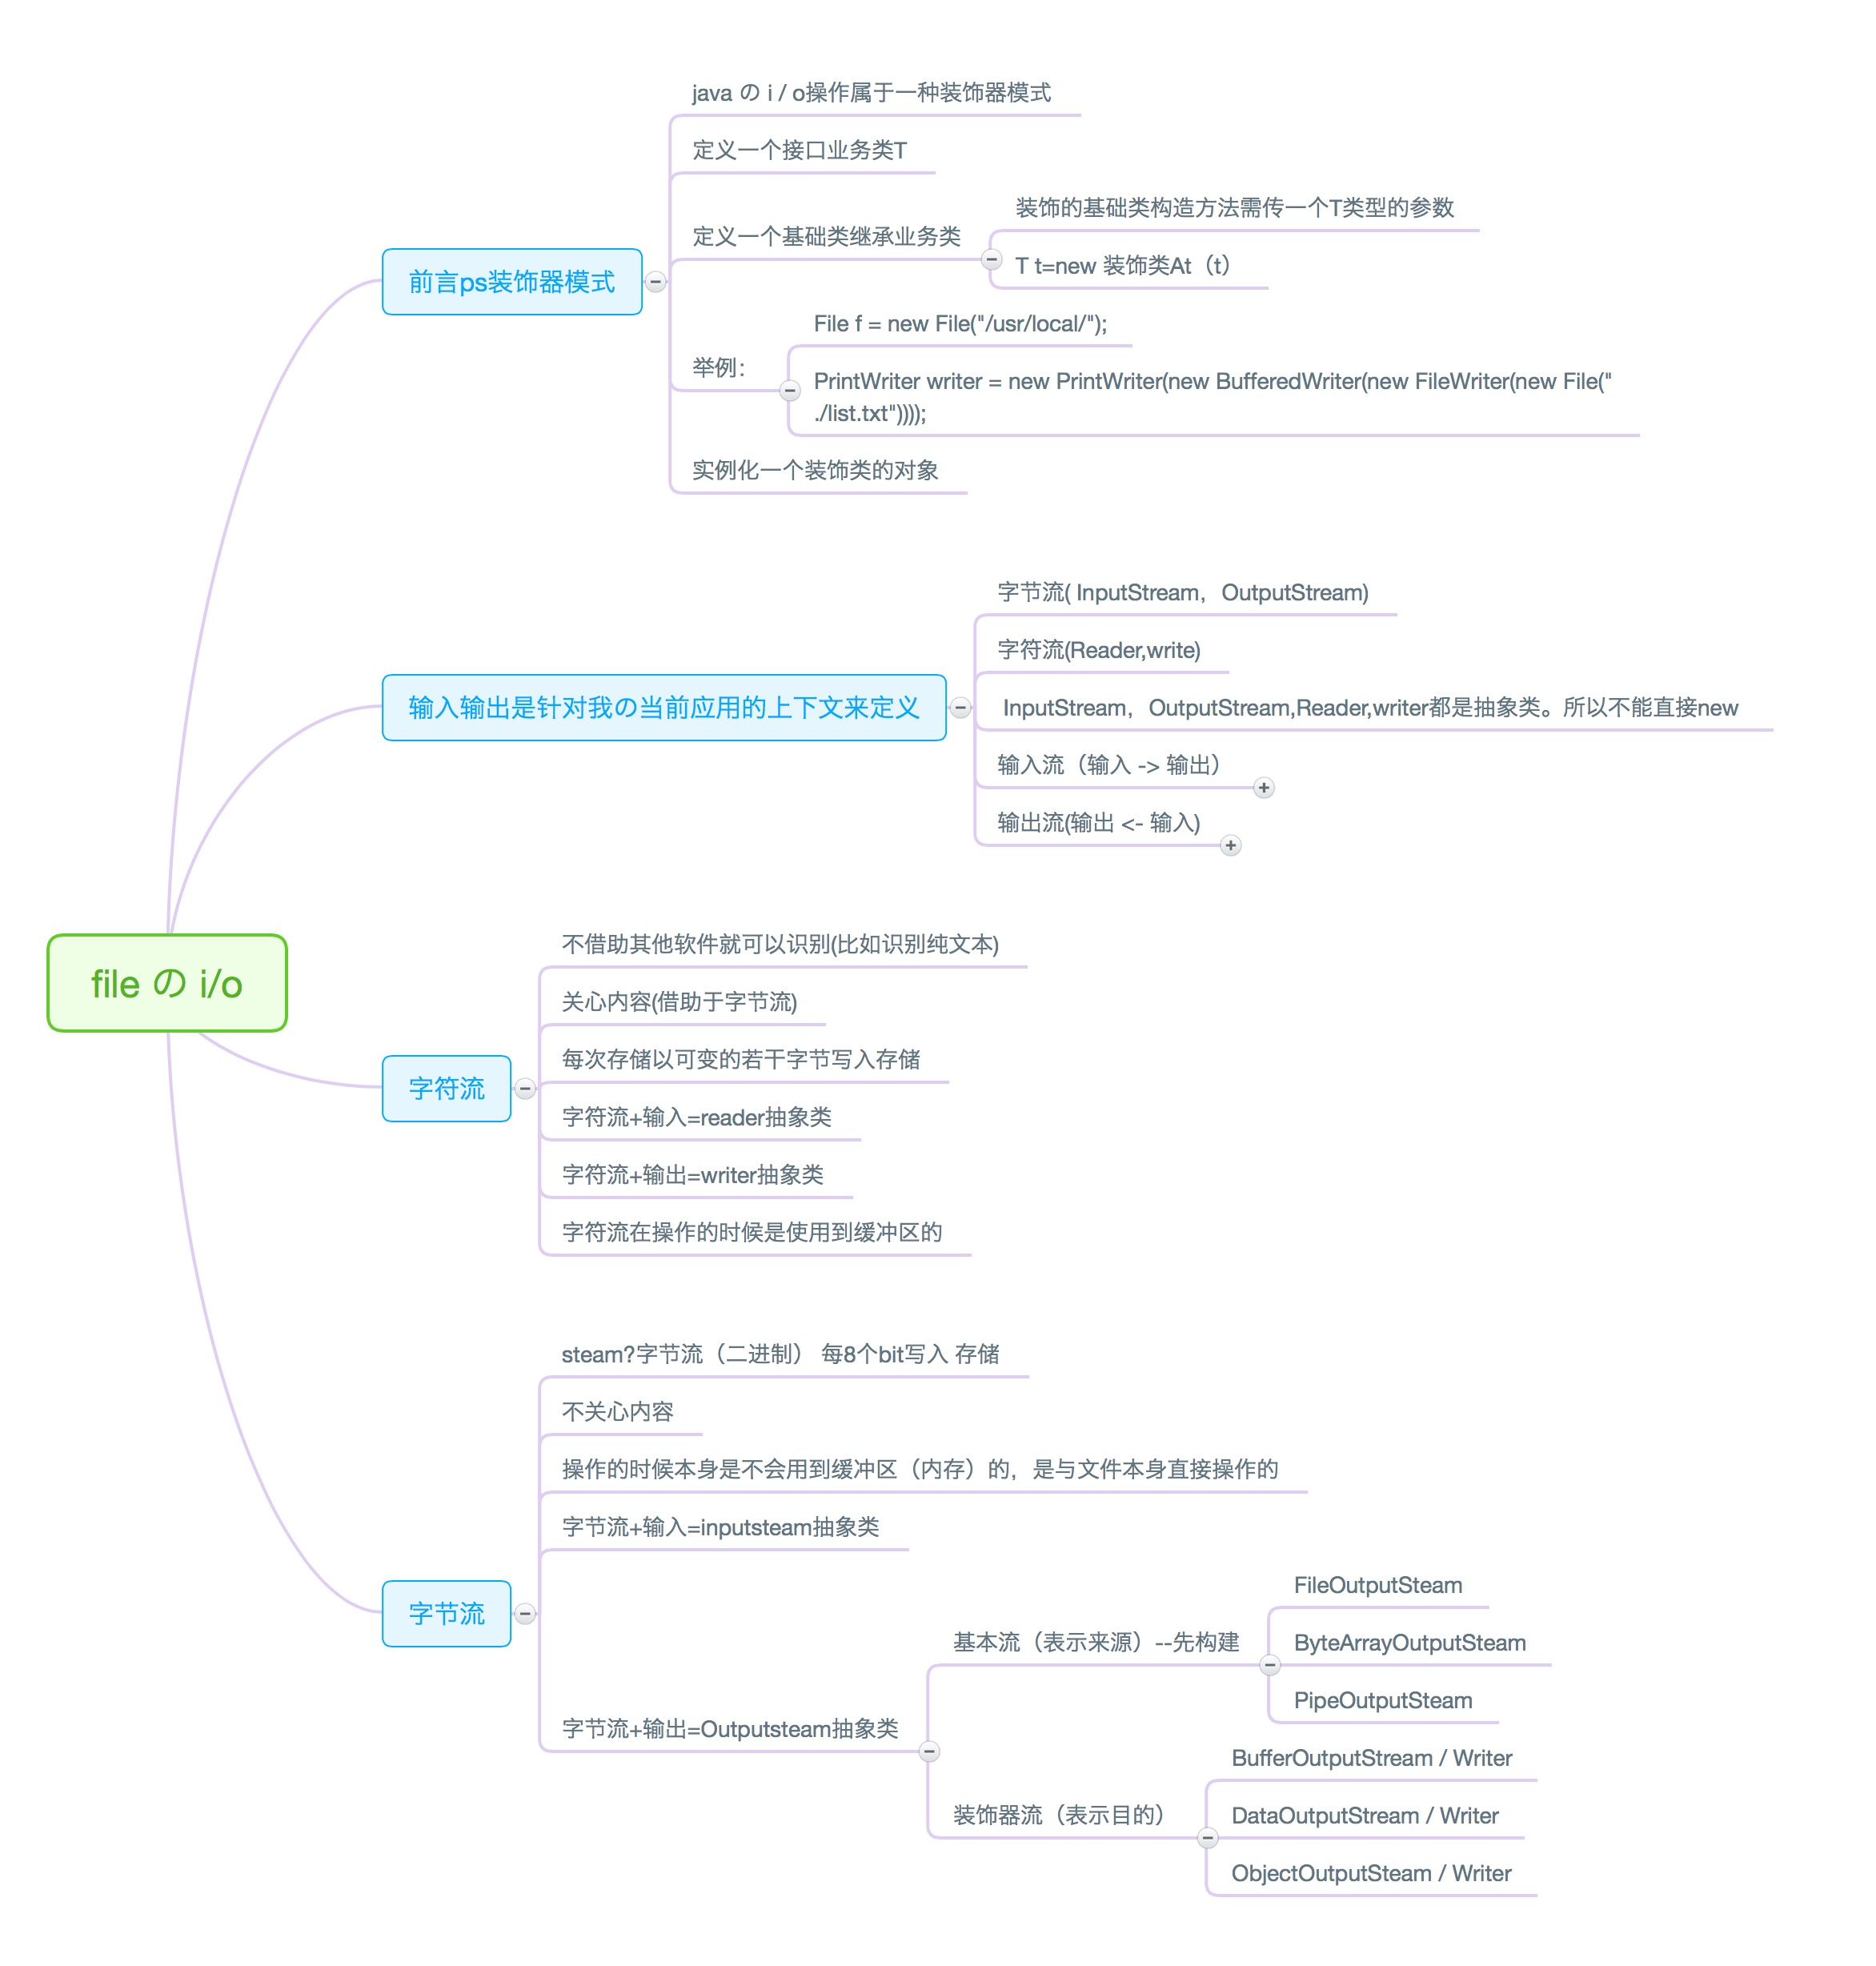 java の i / o操作属于一种装饰器模式
定义一个接口业务类T
装饰的基础类构造方法需传一个T类型的参数
定义一个基础类继承业务类
T t=new 装饰类At（t）
前言ps装饰器模式
File f = new File("/usr/local/");
举例：
PrintWriter writer = new PrintWriter(new BufferedWriter(new FileWriter(new File("
./list.txt"))));
实例化一个装饰类的对象
字节流( InputStream，OutputStream)
字符流(Reader,write)
输入输出是针对我の当前应用的上下文来定义
InputStream，OutputStream,Reader,writer都是抽象类。所以不能直接new
输入流（输入 -> 输出）
输出流(输出 <- 输入)
file の i/o
不借助其他软件就可以识别(比如识别纯文本)
关心内容(借助于字节流)
每次存储以可变的若干字节写入存储
字符流
字符流+输入=reader抽象类
字符流+输出=writer抽象类
字符流在操作的时候是使用到缓冲区的
steam?字节流（二进制） 每8个bit写入 存储
不关心内容
操作的时候本身是不会用到缓冲区（内存）的，是与文件本身直接操作的
字节流+输入=inputsteam抽象类
字节流
FileOutputSteam
基本流（表示来源）--先构建
ByteArrayOutputSteam
PipeOutputSteam
字节流+输出=Outputsteam抽象类
BufferOutputStream / Writer
装饰器流（表示目的）
DataOutputStream / Writer
ObjectOutputSteam / Writer